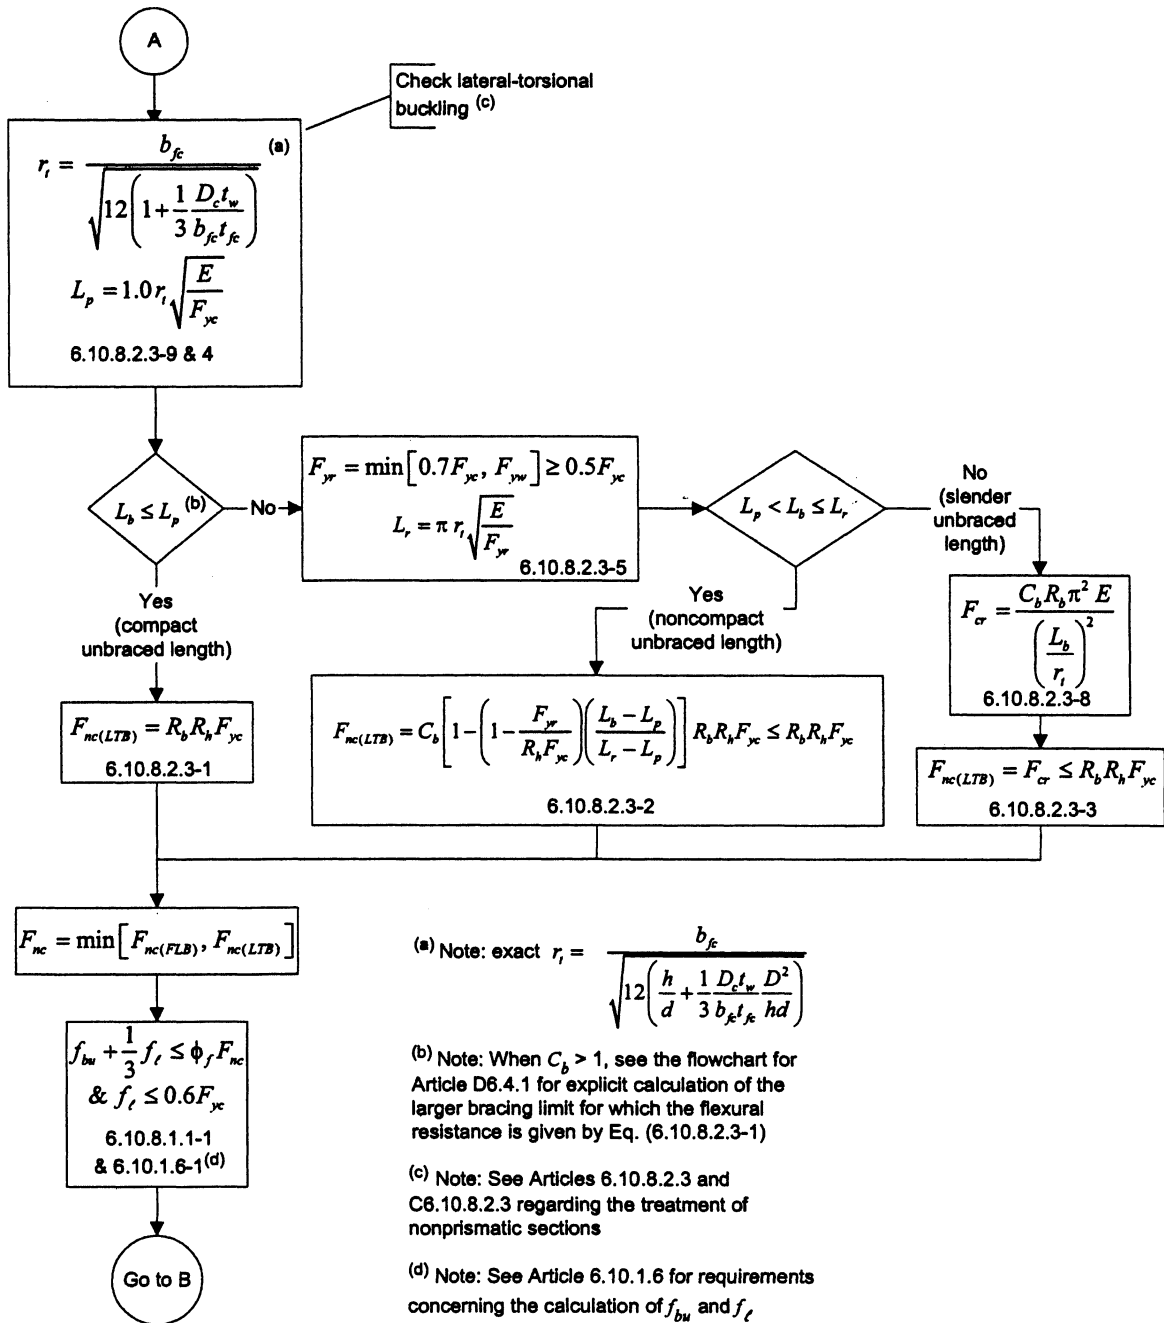 A
Check lateral-torsional
buckling (c)
r_t = b_fc / √(12(1 + (1/3)(D_c t_w / b_fc t_fc))) (a)
L_p = 1.0 r_t √(E / F_yc)
6.10.8.2.3-9 & 4
L_b ≤ L_p (b)
No
F_yr = min[0.7F_yc, F_yw] ≥ 0.5F_yc
L_r = π r_t √(E / F_yr)
6.10.8.2.3-5
L_p < L_b ≤ L_r
No
(slender
unbraced
length)
Yes
(compact
unbraced length)
Yes
(noncompact
unbraced length)
F_cr = C_b R_b π² E / (L_b / r_t)²
6.10.8.2.3-8
F_nc(LTB) = R_b R_h F_yc
6.10.8.2.3-1
F_nc(LTB) = C_b [1 - (1 - F_yr / (R_h F_yc)) ((L_b - L_p) / (L_r - L_p))] R_b R_h F_yc ≤ R_b R_h F_yc
6.10.8.2.3-2
F_nc(LTB) = F_cr ≤ R_b R_h F_yc
6.10.8.2.3-3
F_nc = min[F_nc(FLB), F_nc(LTB)]
f_bu + (1/3) f_ℓ ≤ ϕ_f F_nc
& f_ℓ ≤ 0.6F_yc
6.10.8.1.1-1
& 6.10.1.6-1 (d)
Go to B
(a) Note: exact r_t = b_fc / √(12(h/d + (1/3)(D_c t_w / b_fc t_fc)(D² / hd)))
(b) Note: When C_b > 1, see the flowchart for
Article D6.4.1 for explicit calculation of the
larger bracing limit for which the flexural
resistance is given by Eq. (6.10.8.2.3-1)
(c) Note: See Articles 6.10.8.2.3 and
C6.10.8.2.3 regarding the treatment of
nonprismatic sections
(d) Note: See Article 6.10.1.6 for requirements
concerning the calculation of f_bu and f_ℓ